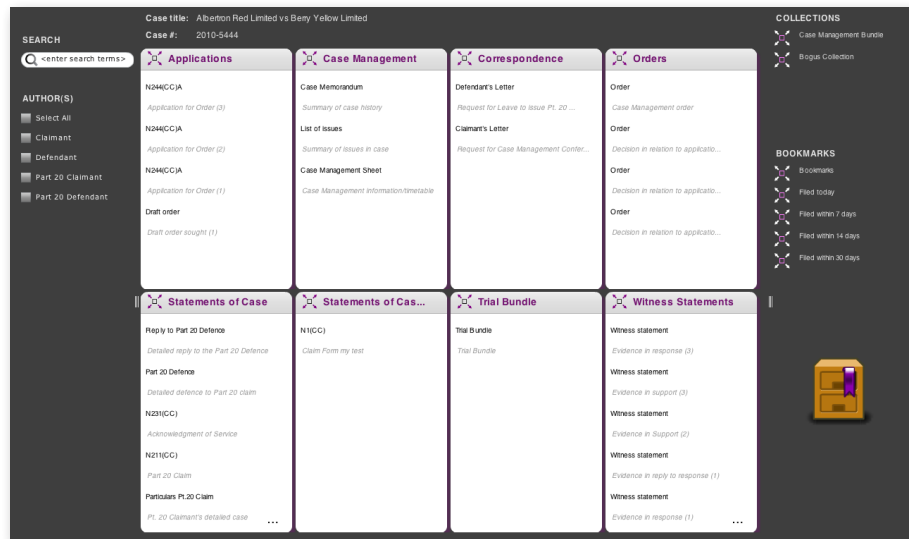 Case title: Albertron Red Limited vs Berry Yellow Limited
Case #: 2010-5444
SEARCH
<enter search terms>
AUTHOR(S)
Select All
Claimant
Defendant
Part 20 Claimant
Part 20 Defendant
Applications
N244(CC)A
Application for Order (3)
N244(CC)A
Application for Order (2)
N244(CC)A
Application for Order (1)
Draft order
Draft order sought (1)
Case Management
Case Memorandum
Summary of case history
List of Issues
Summary of issues in case
Case Management Sheet
Case Management information/timetable
Correspondence
Defendant's Letter
Request for Leave to issue Pt. 20 ...
Claimant's Letter
Request for Case Management Confer...
Orders
Order
Case Management order
Order
Decision in relation to applicatio...
Order
Decision in relation to applicatio...
Order
Decision in relation to applicatio...
Statements of Case
Reply to Part 20 Defence
Detailed reply to the Part 20 Defence
Part 20 Defence
Detailed defence to Part 20 claim
N231(CC)
Acknowledgment of Service
N211(CC)
Part 20 Claim
Particulars Pt.20 Claim
Pt. 20 Claimant's detailed case
...
Statements of Cas...
N1(CC)
Claim Form my test
Trial Bundle
Trial Bundle
Trial Bundle
Witness Statements
Witness statement
Evidence in response (3)
Witness statement
Evidence in support (3)
Witness statement
Evidence in Support (2)
Witness statement
Evidence in reply to response (1)
Witness statement
Evidence in response (1)
...
COLLECTIONS
Case Management Bundle
Bogus Collection
BOOKMARKS
Bookmarks
Filed today
Filed within 7 days
Filed within 14 days
Filed within 30 days